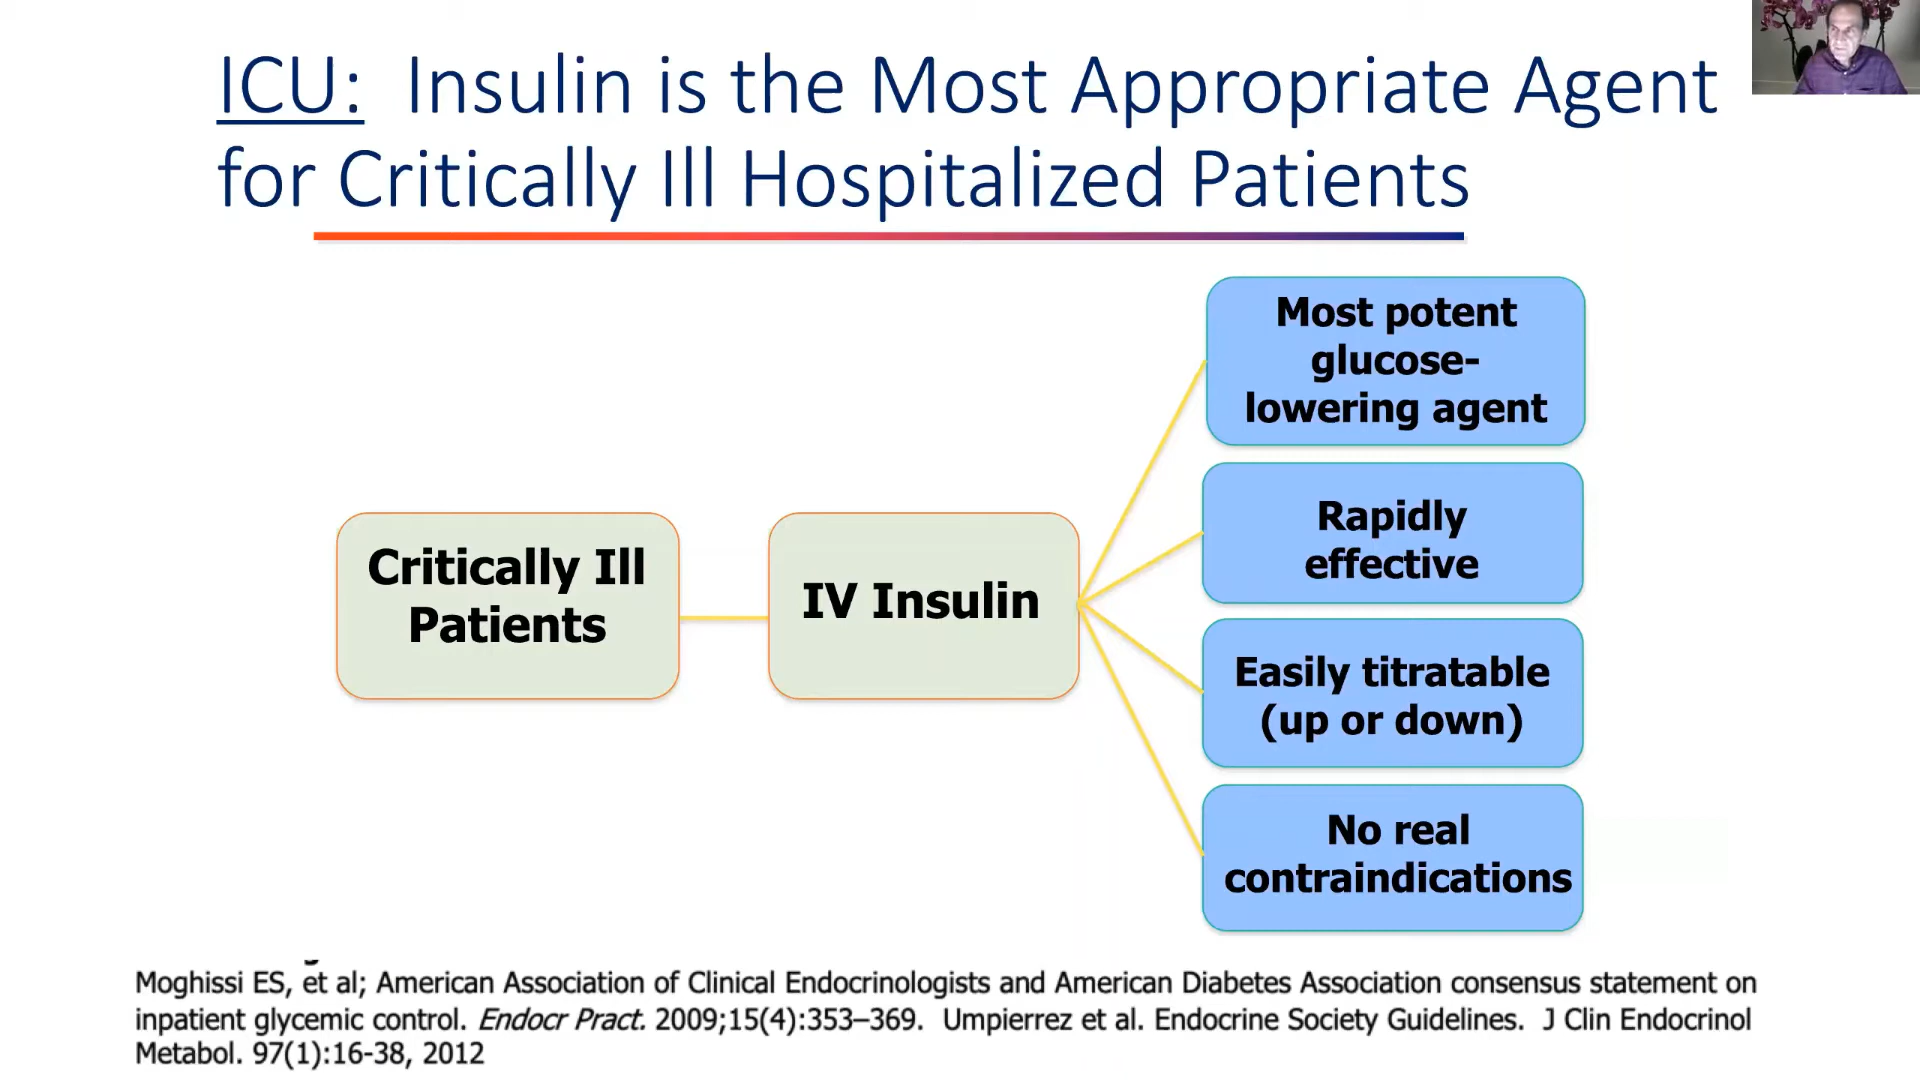 ICU: Insulin is the Most Appropriate Agent
for Critically Ill Hospitalized Patients
Critically Ill
Patients
IV Insulin
Most potent
glucose-
lowering agent
Rapidly
effective
Easily titratable
(up or down)
No real
contraindications
Moghissi ES, et al; American Association of Clinical Endocrinologists and American Diabetes Association consensus statement on
inpatient glycemic control. Endocr Pract. 2009;15(4):353–369. Umpierrez et al. Endocrine Society Guidelines. J Clin Endocrinol
Metabol. 97(1):16-38, 2012